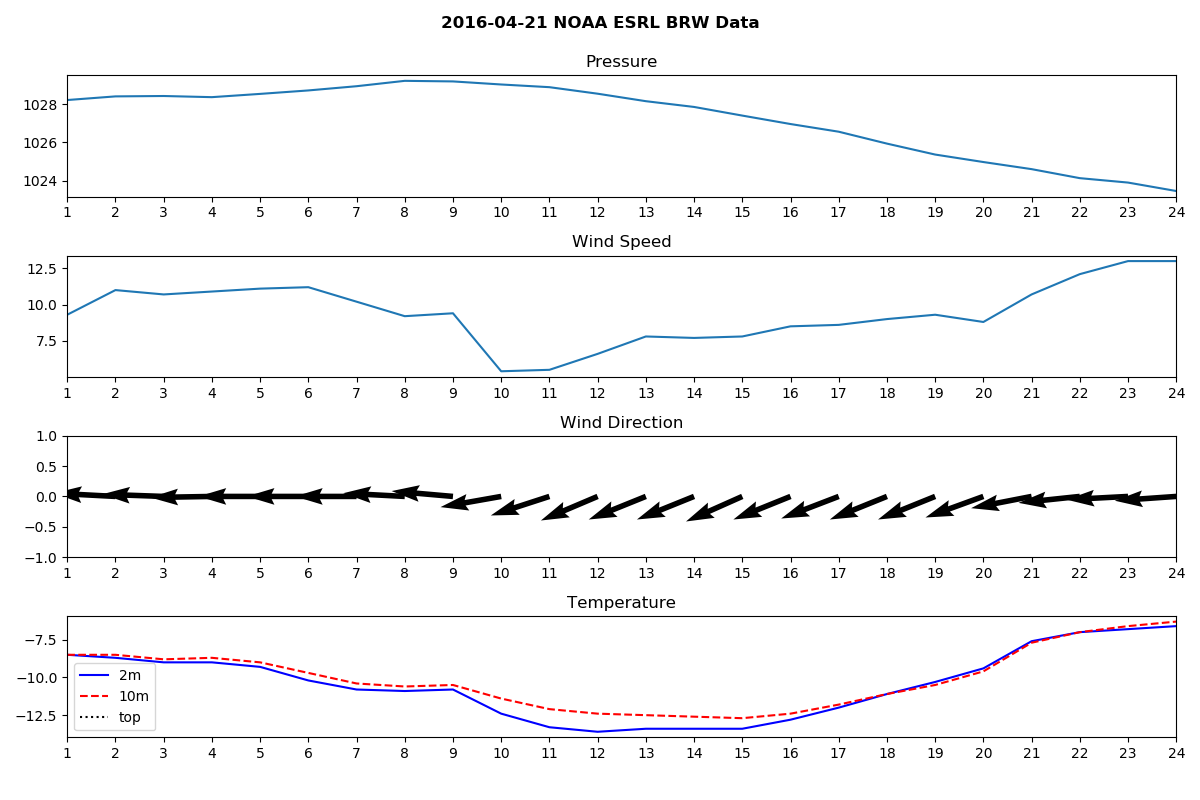 2016-04-21 NOAA ESRL BRW Data
Pressure
1028
1026
1024
1 2 3 4 5 6 7 8 9 10 11 12 13 14 15 16 17 18 19 20 21 22 23 24
Wind Speed
12.5
10.0
7.5
1 2 3 4 5 6 7 8 9 10 11 12 13 14 15 16 17 18 19 20 21 22 23 24
Wind Direction
1.0
0.5
0.0
−0.5
−1.0
1 2 3 4 5 6 7 8 9 10 11 12 13 14 15 16 17 18 19 20 21 22 23 24
Temperature
−7.5
−10.0
−12.5
2m
10m
top
1 2 3 4 5 6 7 8 9 10 11 12 13 14 15 16 17 18 19 20 21 22 23 24